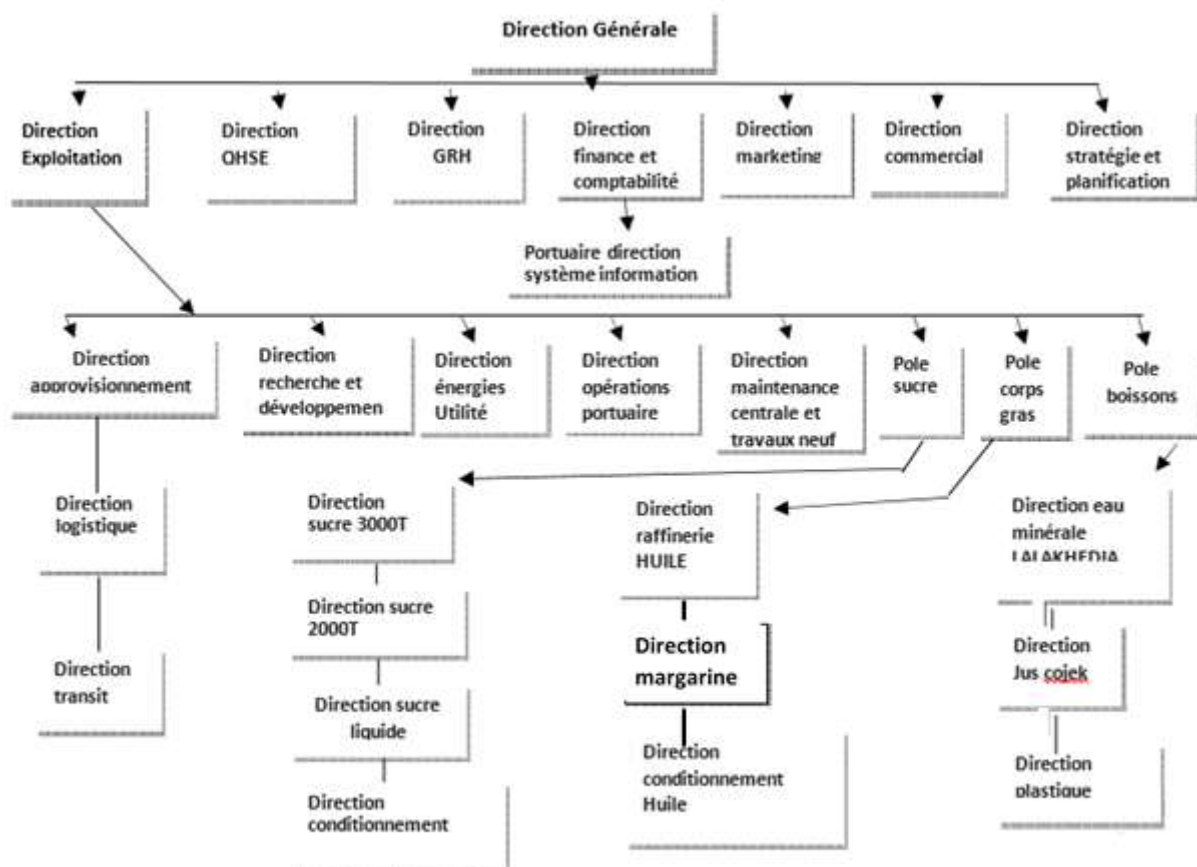 Direction Générale
Direction
Exploitation
Direction
QHSE
Direction
GRH
Direction
finance et
comptabilité
Direction
marketing
Direction
commercial
Direction
stratégie et
planification
Portuaire direction
système information
Direction
approvisionnement
Direction
recherche et
développemen
Direction
énergies
Utilité
Direction
opérations
portuaire
Direction
maintenance
centrale et
travaux neuf
Pole
sucre
Pole
corps
gras
Pole
boissons
Direction
logistique
Direction
transit
Direction
sucre 3000T
Direction sucre
2000T
Direction sucre
liquide
Direction
conditionnement
Direction
raffinerie
HUILE
Direction
margarine
Direction
conditionnement
Huile
Direction eau
minérale
LALAKHEDIA
Direction
Jus cojek
Direction
plastique